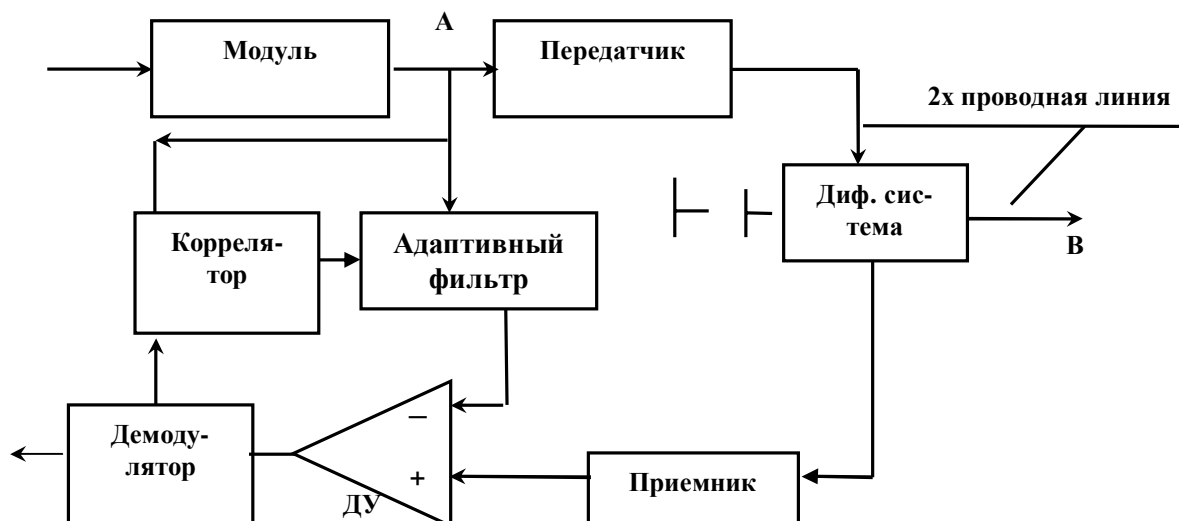 А
Модуль
Передатчик
2х проводная линия
Диф. сис-
тема
В
Корреля-
тор
Адаптивный
фильтр
Демоду-
лятор
−
+
ДУ
Приемник